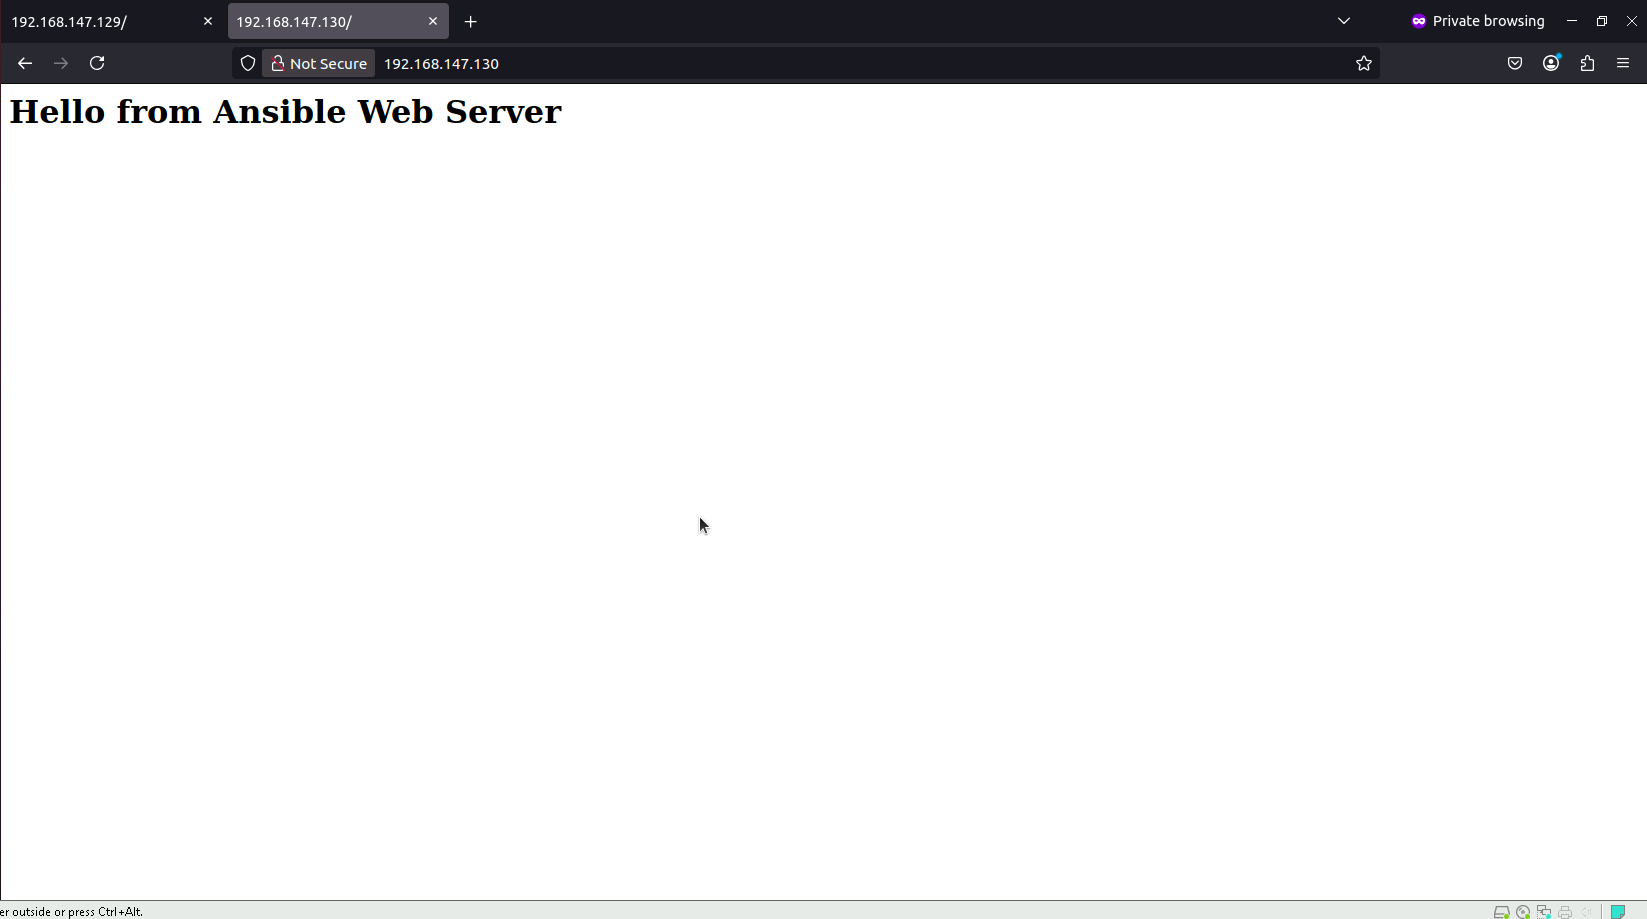 192.168.147.129/
192.168.147.130/
Private browsing
Not Secure
192.168.147.130
Hello from Ansible Web Server
er outside or press Ctrl+Alt.